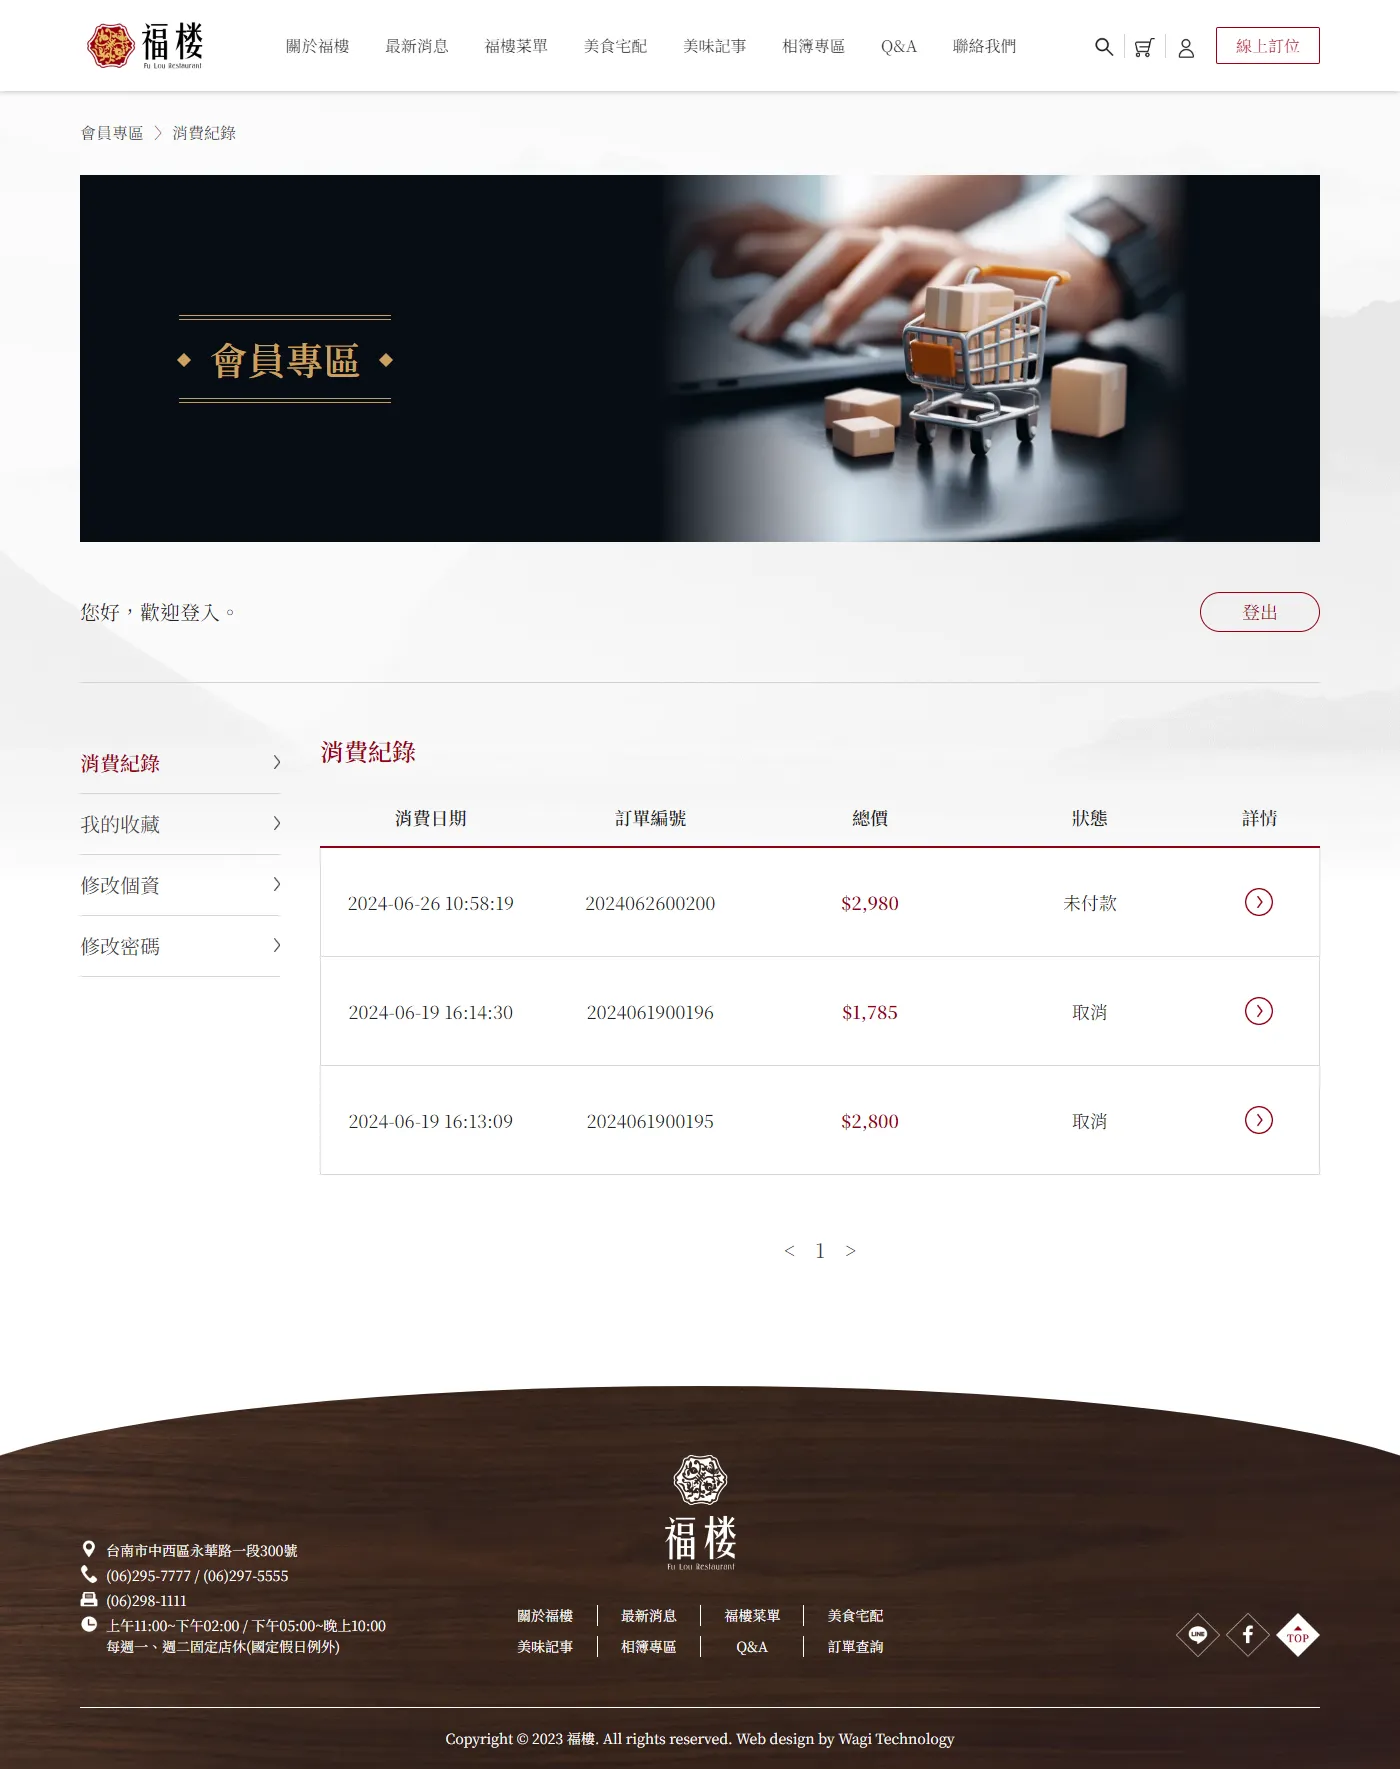 福楼
Fu Lou Restaurant
關於福樓 最新消息 福樓菜單 美食宅配 美味記事 相簿專區 Q&A 聯絡我們
線上訂位
會員專區 > 消費紀錄
會員專區
您好，歡迎登入。
登出
消費紀錄
我的收藏
修改個資
修改密碼
消費紀錄
消費日期 訂單編號 總價 狀態 詳情
2024-06-26 10:58:19 2024062600200 $2,980 未付款
2024-06-19 16:14:30 2024061900196 $1,785 取消
2024-06-19 16:13:09 2024061900195 $2,800 取消
< 1 >
福楼
Fu Lou Restaurant
台南市中西區永華路一段300號
(06)295-7777 / (06)297-5555
(06)298-1111
上午11:00~下午02:00 / 下午05:00~晚上10:00
每週一、週二固定店休(國定假日例外)
關於福樓 最新消息 福樓菜單 美食宅配
美味記事 相簿專區 Q&A 訂單查詢
LINE
TOP
Copyright © 2023 福樓. All rights reserved. Web design by Wagi Technology